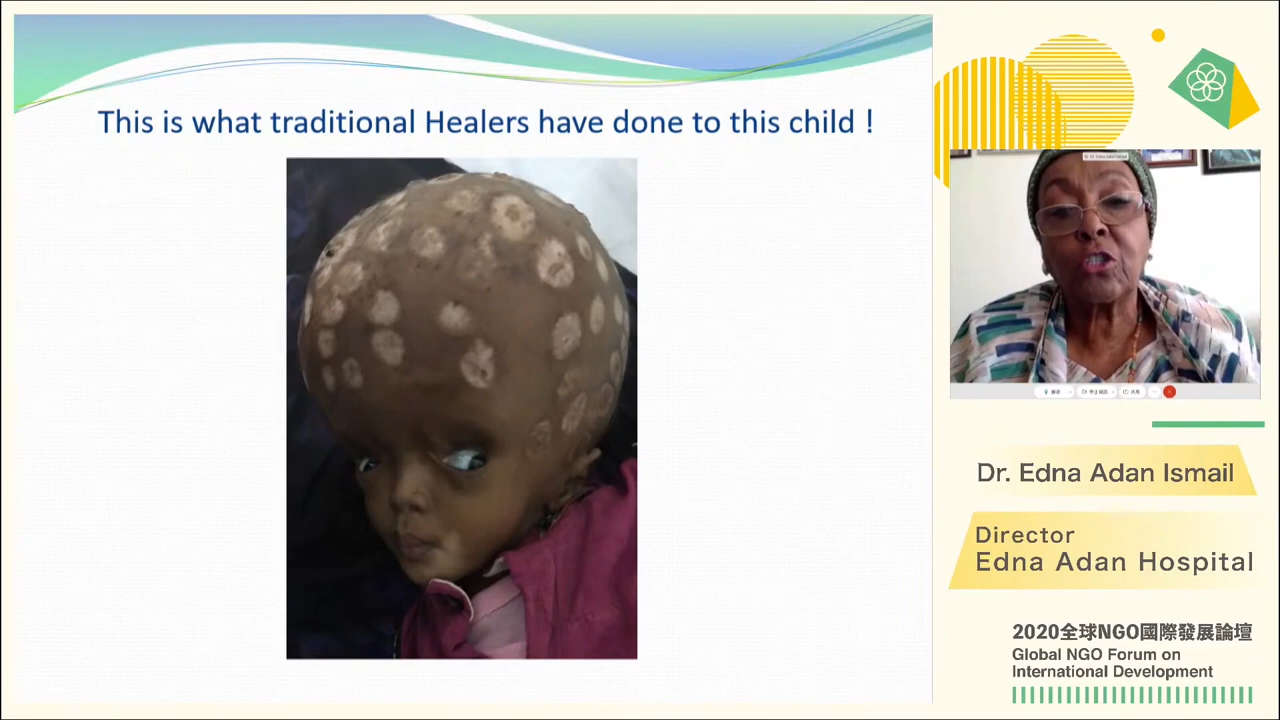 This is what traditional Healers have done to this child !
Dr. Edna Adan Ismail
Director
Edna Adan Hospital
2020全球NGO國際發展論壇
Global NGO Forum on
International Development